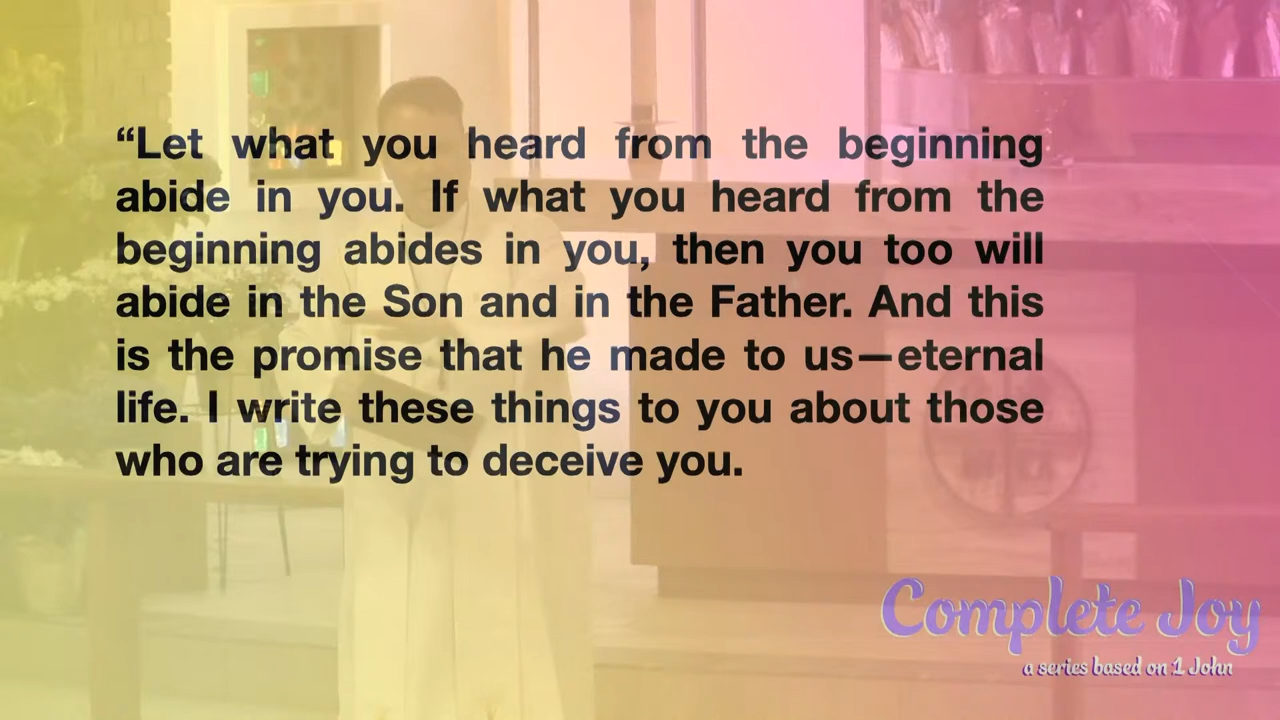 “Let what you heard from the beginning
abide in you. If what you heard from the
beginning abides in you, then you too will
abide in the Son and in the Father. And this
is the promise that he made to us—eternal
life. I write these things to you about those
who are trying to deceive you.
Complete Joy
a series based on 1 John